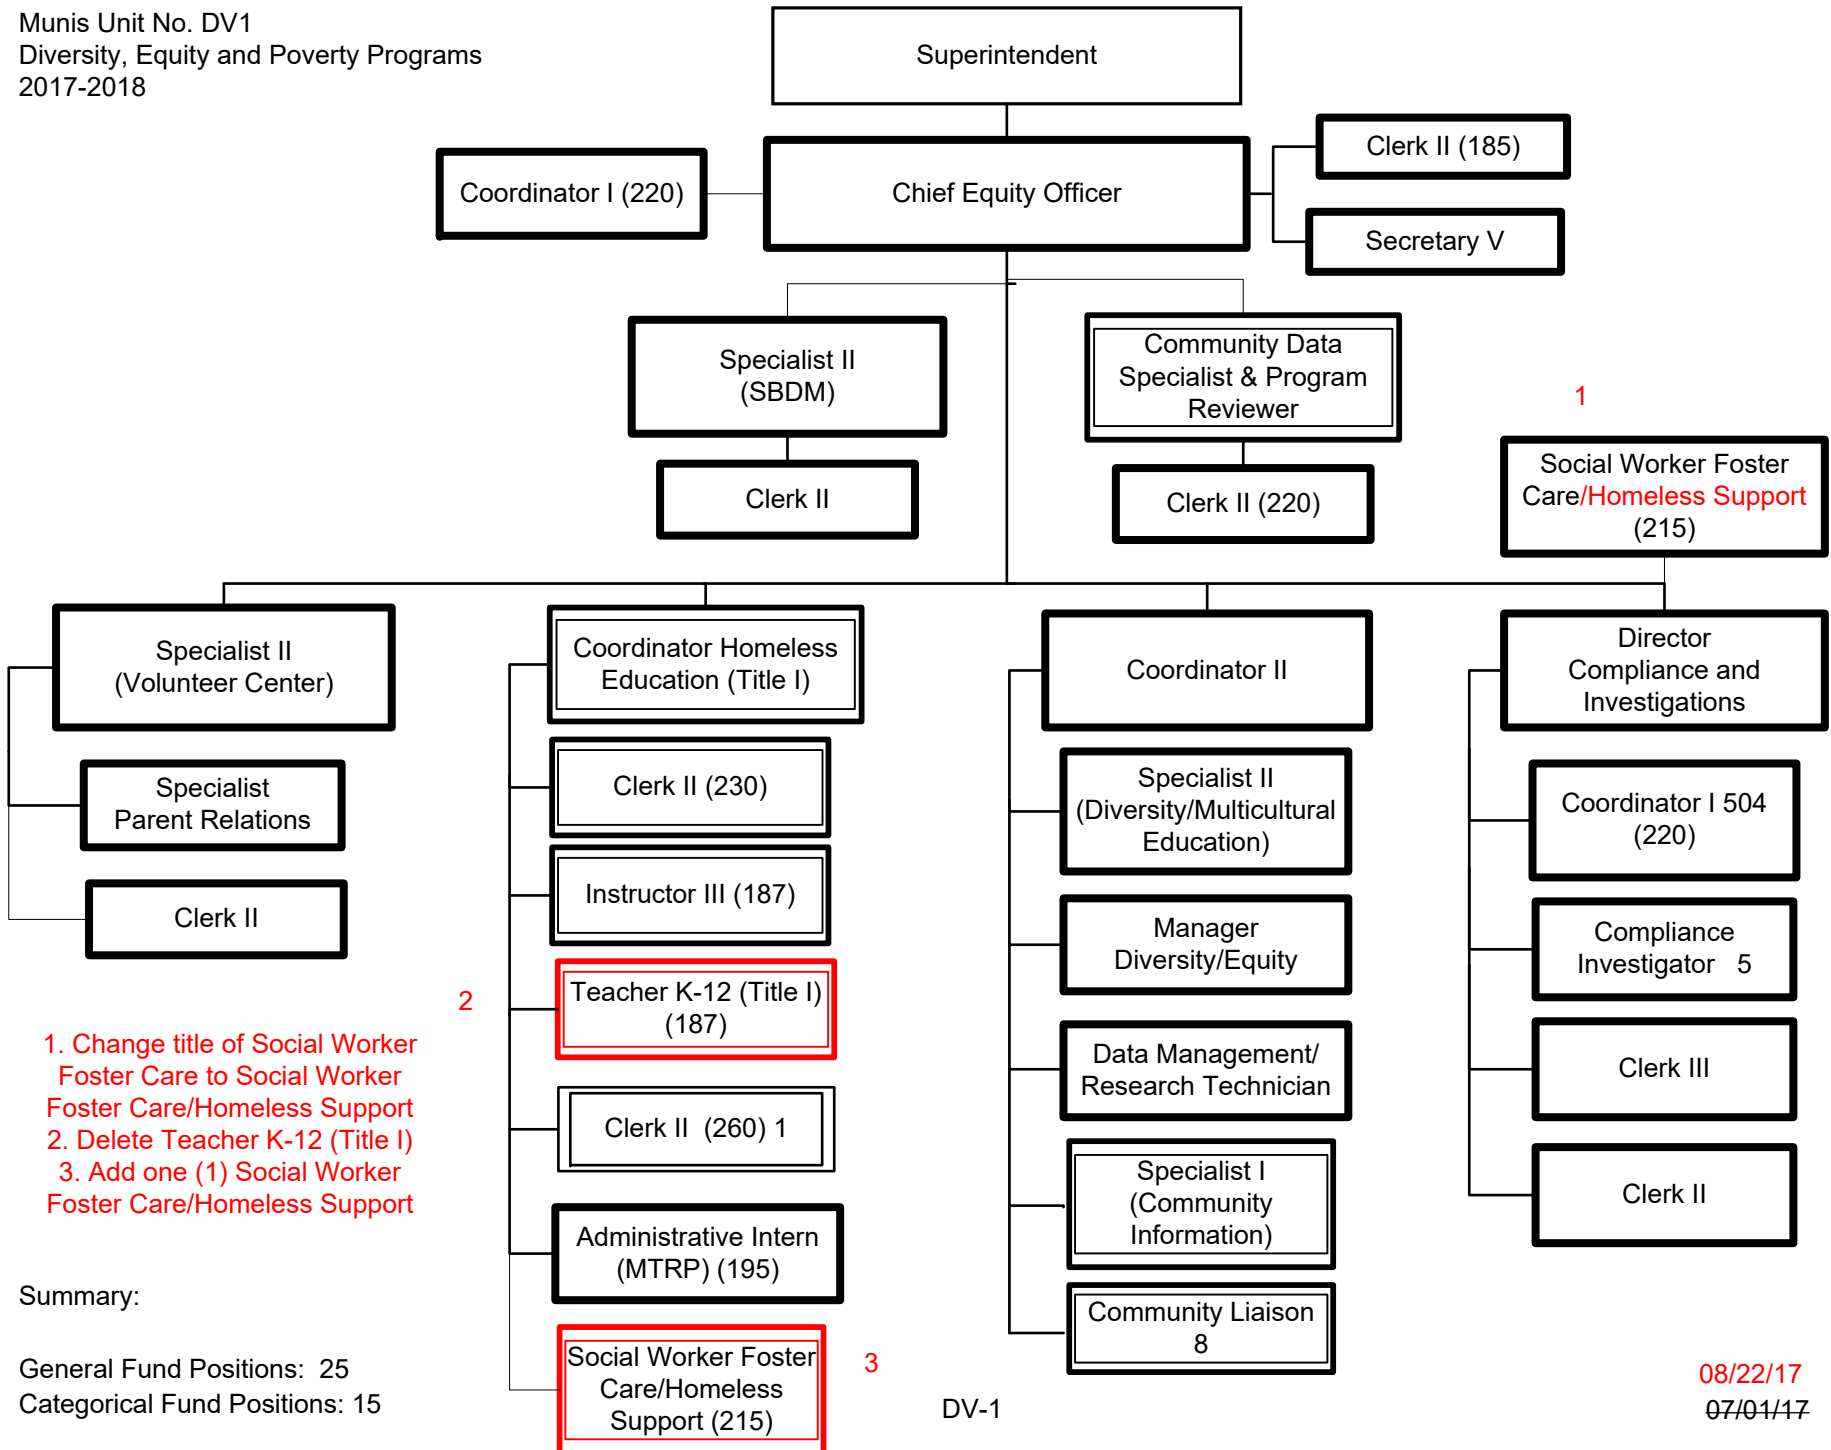 Munis Unit No. DV1
Diversity, Equity and Poverty Programs
2017-2018
Superintendent
Coordinator I (220)
Chief Equity Officer
Clerk II (185)
Secretary V
Specialist II
(SBDM)
Clerk II
Community Data
Specialist & Program
Reviewer
Clerk II (220)
1
Social Worker Foster
Care/Homeless Support
(215)
Specialist II
(Volunteer Center)
Specialist
Parent Relations
Clerk II
Coordinator Homeless
Education (Title I)
Clerk II (230)
Instructor III (187)
2
Teacher K-12 (Title I)
(187)
Clerk II  (260) 1
Administrative Intern
(MTRP) (195)
Social Worker Foster
Care/Homeless
Support (215)
3
Coordinator II
Specialist II
(Diversity/Multicultural
Education)
Manager
Diversity/Equity
Data Management/
Research Technician
Specialist I
(Community
Information)
Community Liaison
8
Director
Compliance and
Investigations
Coordinator I 504
(220)
Compliance
Investigator   5
Clerk III
Clerk II
1. Change title of Social Worker
Foster Care to Social Worker
Foster Care/Homeless Support
2. Delete Teacher K-12 (Title I)
3. Add one (1) Social Worker
Foster Care/Homeless Support
Summary:
General Fund Positions:  25
Categorical Fund Positions: 15
DV-1
08/22/17
07/01/17